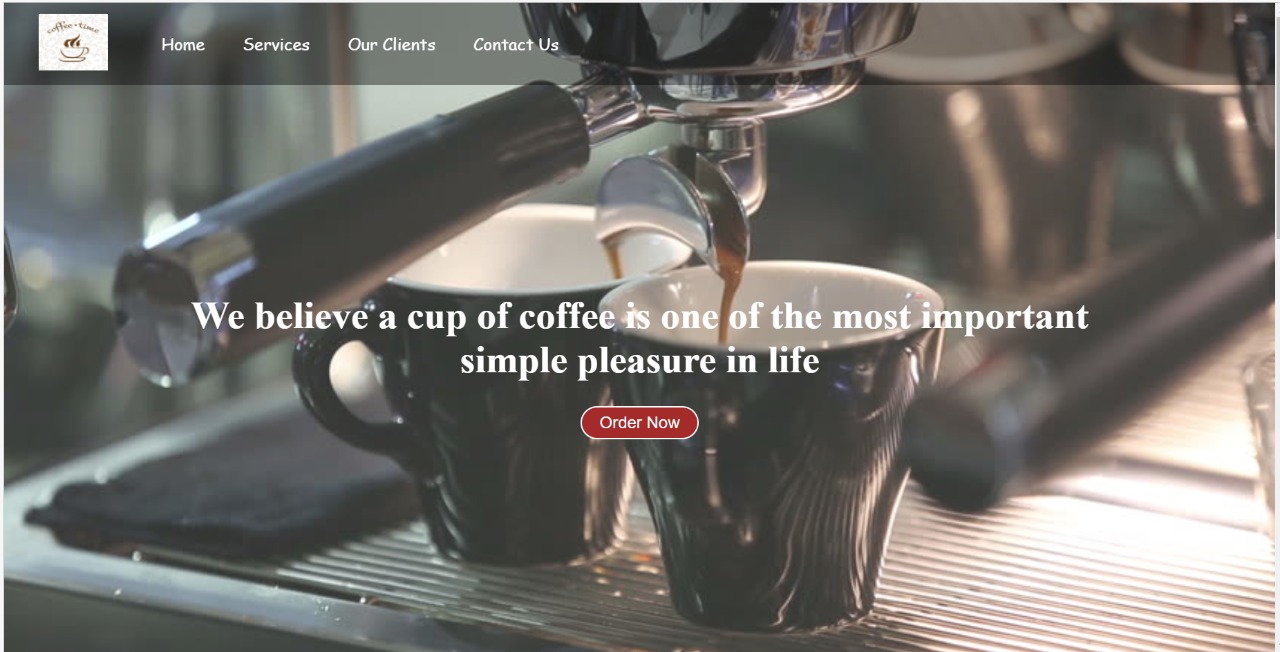 coffee • time
Home
Services
Our Clients
Contact Us
We believe a cup of coffee is one of the most important
simple pleasure in life
Order Now